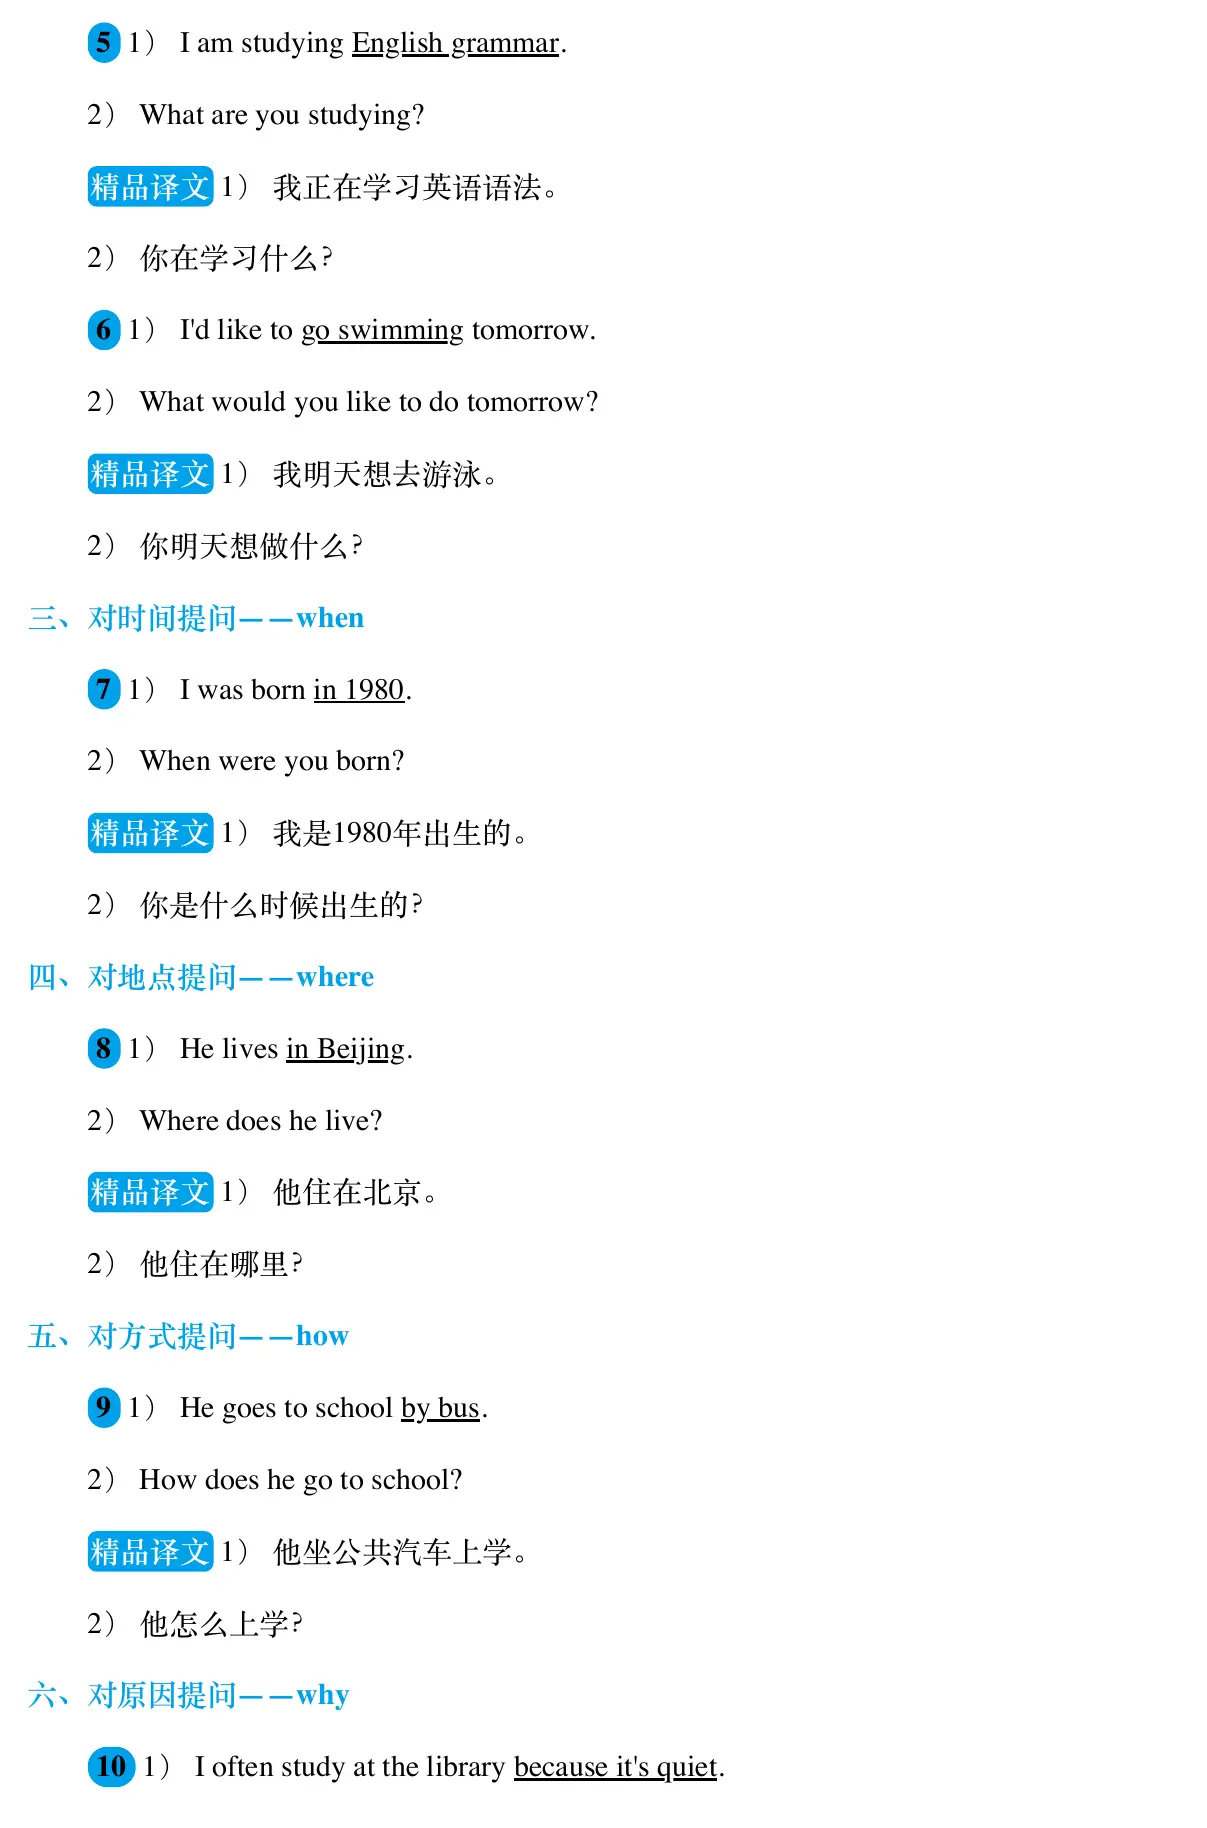 5 1） I am studying English grammar.
2） What are you studying?
精品译文 1） 我正在学习英语语法。
2） 你在学习什么？
6 1） I'd like to go swimming tomorrow.
2） What would you like to do tomorrow?
精品译文 1） 我明天想去游泳。
2） 你明天想做什么？
三、对时间提问——when
7 1） I was born in 1980.
2） When were you born?
精品译文 1） 我是1980年出生的。
2） 你是什么时候出生的？
四、对地点提问——where
8 1） He lives in Beijing.
2） Where does he live?
精品译文 1） 他住在北京。
2） 他住在哪里？
五、对方式提问——how
9 1） He goes to school by bus.
2） How does he go to school?
精品译文 1） 他坐公共汽车上学。
2） 他怎么上学？
六、对原因提问——why
10 1） I often study at the library because it's quiet.